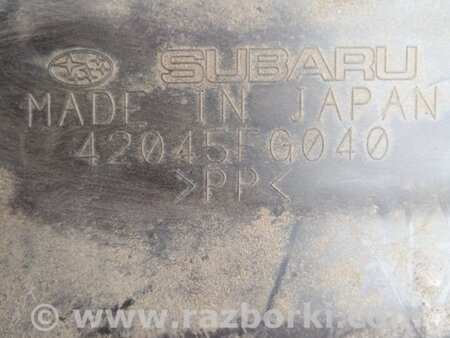 SUBARU
MADE IN JAPAN
42045FG040
>PP<
www.razborki.com